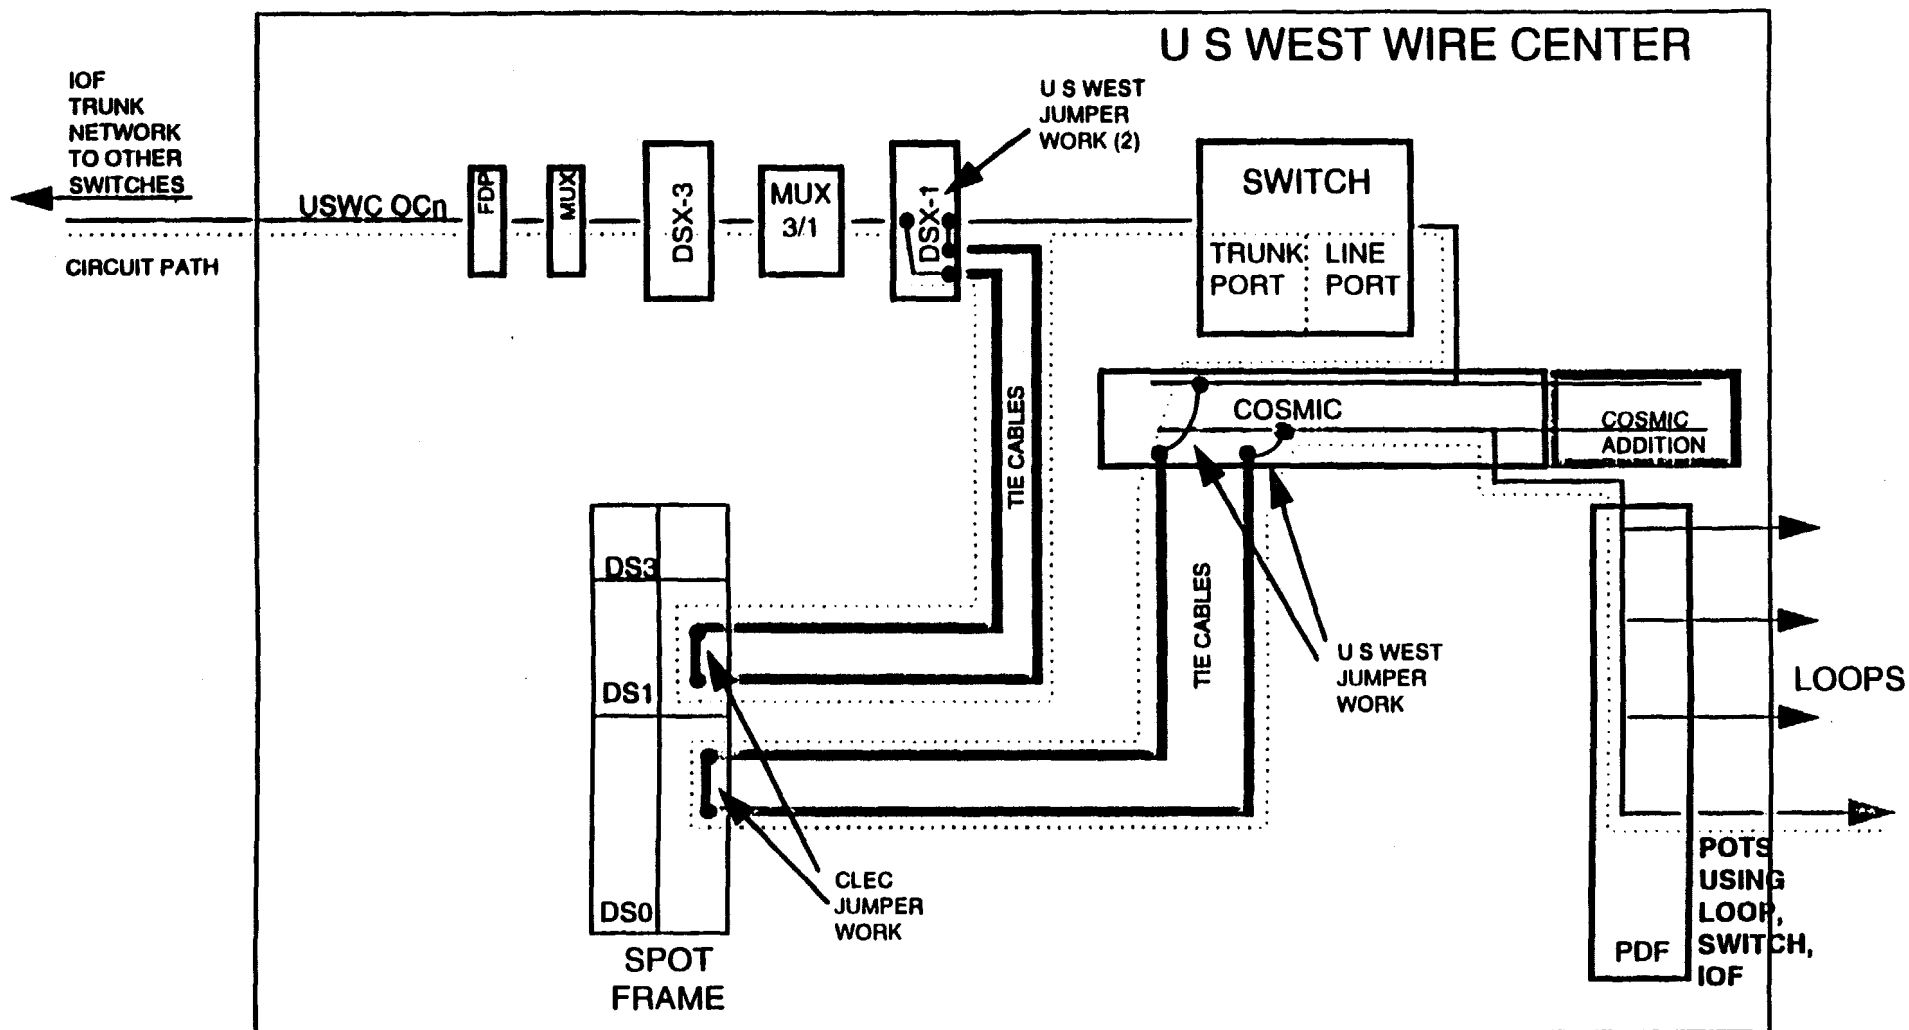 U S WEST WIRE CENTER
IOF
TRUNK
NETWORK
TO OTHER
SWITCHES
U S WEST
JUMPER
WORK (2)
USWC OCn
FDP
MUX
DSX-3
MUX
3/1
DSX-1
SWITCH
TRUNK
PORT
LINE
PORT
CIRCUIT PATH
COSMIC
COSMIC
ADDITION
TIE CABLES
TIE CABLES
DS3
DS1
DS0
SPOT
FRAME
CLEC
JUMPER
WORK
U S WEST
JUMPER
WORK
LOOPS
PDF
POTS
USING
LOOP,
SWITCH,
IOF